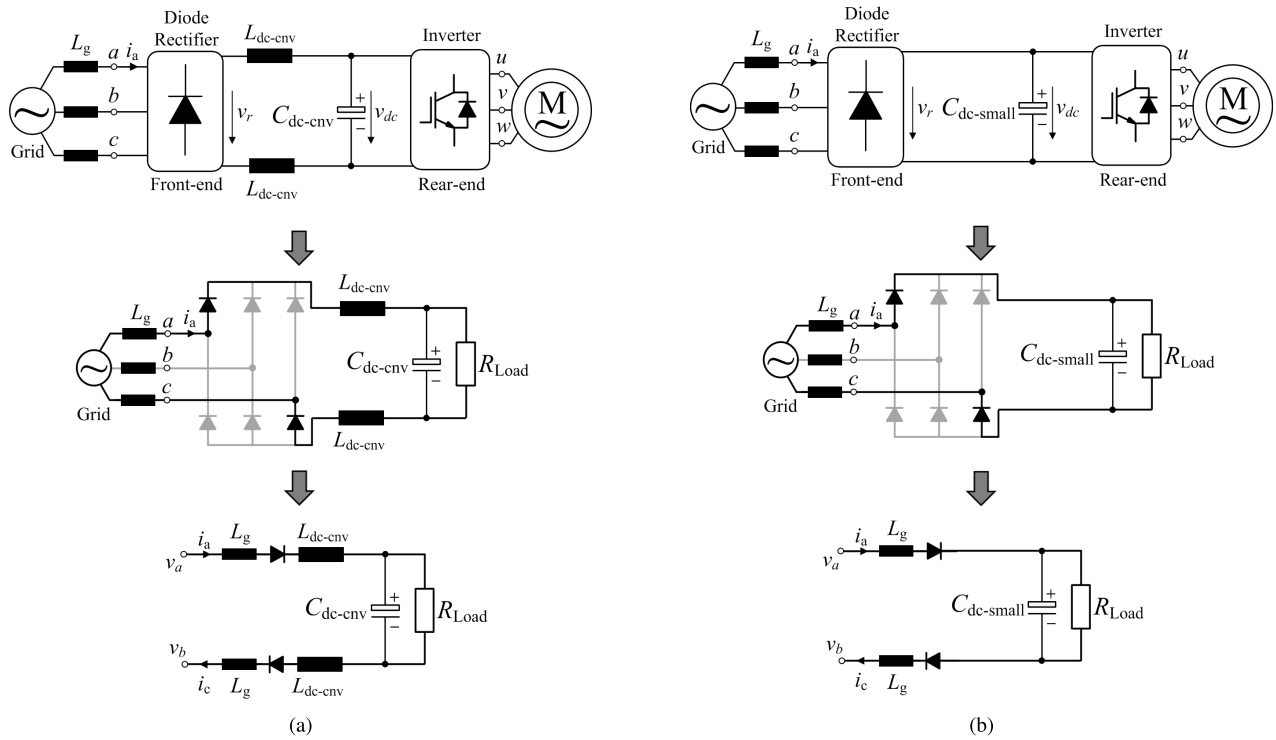 Diode
Rectifier
Inverter
L_g
a
i_a
L_dc-cnv
u
b
v_r
C_dc-cnv
+
−
v_dc
v
M
~
c
w
Grid
Front-end
L_dc-cnv
Rear-end
L_dc-cnv
L_g
a
i_a
b
C_dc-cnv
+
−
R_Load
c
Grid
L_dc-cnv
i_a
L_g
L_dc-cnv
v_a
C_dc-cnv
+
−
R_Load
v_b
i_c
L_g
L_dc-cnv
(a)
Diode
Rectifier
Inverter
L_g
a
i_a
u
b
v_r
C_dc-small
+
−
v_dc
v
M
~
c
w
Grid
Front-end
Rear-end
L_g
a
i_a
b
C_dc-small
+
−
R_Load
c
Grid
i_a
L_g
v_a
C_dc-small
+
−
R_Load
v_b
i_c
L_g
(b)